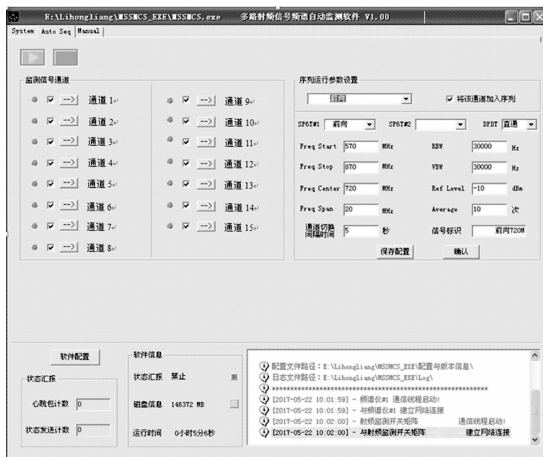 E:\Lihongliang\MSSMCS_EXE\MSSMCS.exe 多路射频信号频谱自动监测软件 V1.00
System Auto Seq Manual
监测信号通道
--> 通道 1
--> 通道 2
--> 通道 3
--> 通道 4
--> 通道 5
--> 通道 6
--> 通道 7
--> 通道 8
--> 通道 9
--> 通道 10
--> 通道 11
--> 通道 12
--> 通道 13
--> 通道 14
--> 通道 15
序列运行参数设置
前向 将该通道加入序列
SP6T#1 前向 SP6T#2 DPDT 直通
Freq Start 570 MHz RBW 30000 Hz
Freq Stop 870 MHz VBW 30000 Hz
Freq Center 720 MHz Ref Level -10 dBm
Freq Span 20 MHz Average 10 次
通道切换间隔时间 5 秒 信号标识 前向720M
保存配置 确认
软件配置
状态汇报
心跳包计数 0
状态发送计数 0
软件信息
状态汇报 禁止
磁盘信息 146372 MB
运行时间 0小时5分6秒
配置文件路径：E:\Lihongliang\MSSMCS_EXE\配置与版本信息\
日志文件路径：E:\Lihongliang\MSSMCS_EXE\Log\
[2017-05-22 10:01:59] - 频谱仪#1 通信线程启动!
[2017-05-22 10:01:59] - 与频谱仪#1 建立网络连接
[2017-05-22 10:02:00] - 射频监测开关矩阵 通信线程启动!
[2017-05-22 10:02:00] - 与射频监测开关矩阵 建立网络连接